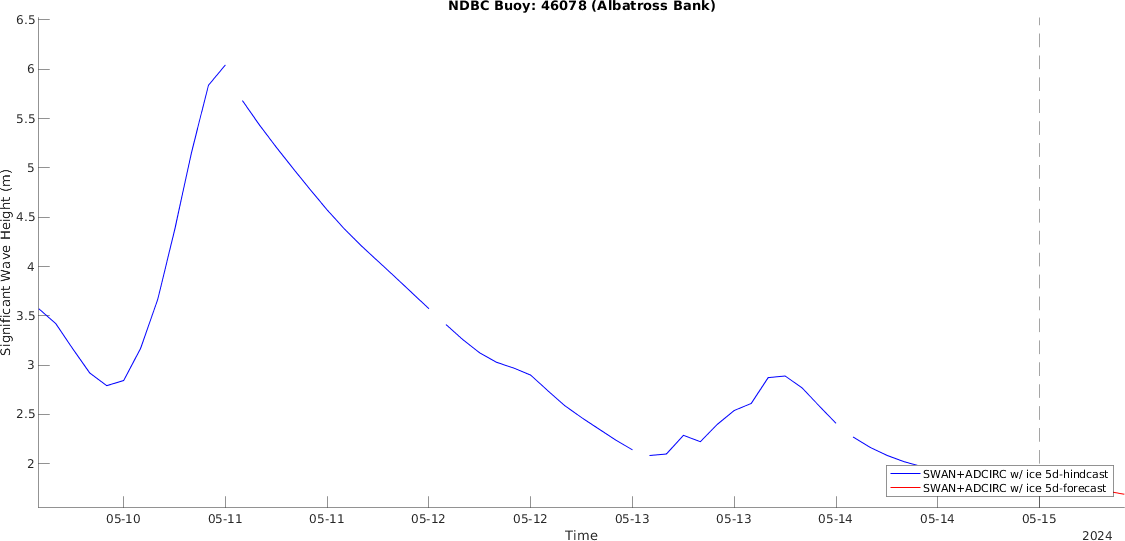 NDBC Buoy: 46078 (Albatross Bank)
6.5
6
5.5
5
4.5
4
3.5
3
2.5
2
Significant Wave Height (m)
SWAN+ADCIRC w/ ice 5d-hindcast
SWAN+ADCIRC w/ ice 5d-forecast
05-10 05-11 05-11 05-12 05-12 05-13 05-13 05-14 05-14 05-15
Time
2024